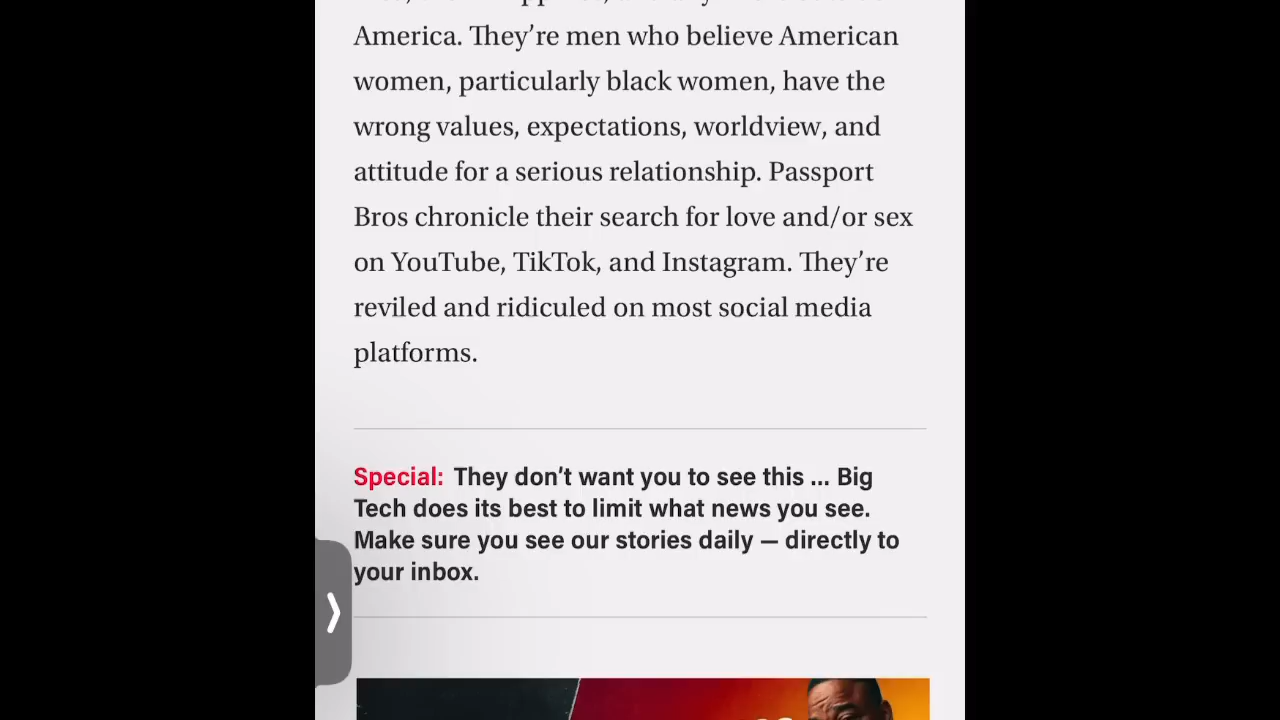 America. They’re men who believe American
women, particularly black women, have the
wrong values, expectations, worldview, and
attitude for a serious relationship. Passport
Bros chronicle their search for love and/or sex
on YouTube, TikTok, and Instagram. They’re
reviled and ridiculed on most social media
platforms.
Special: They don’t want you to see this ... Big
Tech does its best to limit what news you see.
Make sure you see our stories daily — directly to
your inbox.